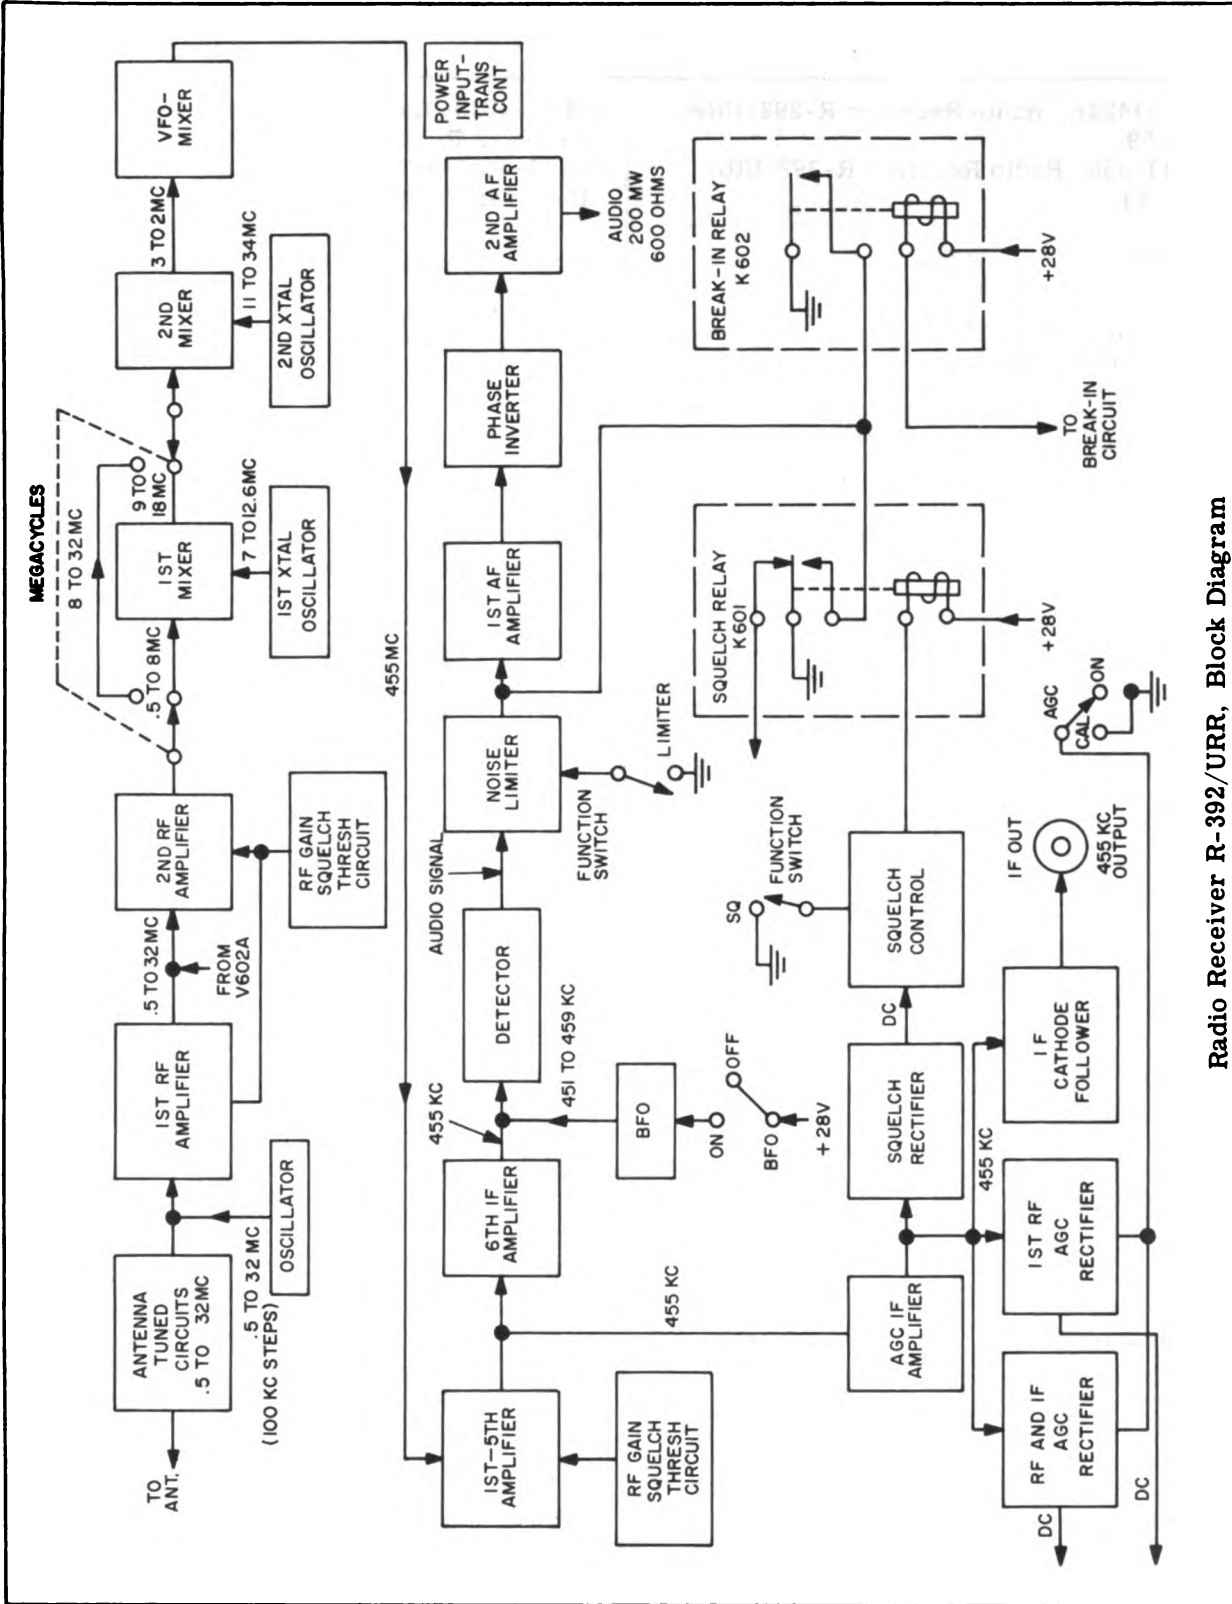 MEGACYCLES
8 TO 32 MC
TO
ANT.
ANTENNA
TUNED
CIRCUITS
.5 TO 32MC
.5 TO 32 MC
(100 KC STEPS)
OSCILLATOR
1ST RF
AMPLIFIER
.5 TO 32MC
FROM
V602A
2ND RF
AMPLIFIER
RF GAIN
SQUELCH
THRESH
CIRCUIT
.5 TO 8MC
1ST
MIXER
7 TO 12.6MC
1ST XTAL
OSCILLATOR
9 TO
18MC
2ND
MIXER
11 TO 34MC
2ND XTAL
OSCILLATOR
3 TO 2MC
VFO-
MIXER
455MC
1ST-5TH
AMPLIFIER
RF GAIN
SQUELCH
THRESH
CIRCUIT
6TH IF
AMPLIFIER
455 KC
455 KC
451 TO 459 KC
BFO
ON
OFF
BFO
+28V
DETECTOR
AUDIO SIGNAL
NOISE
LIMITER
FUNCTION
SWITCH
LIMITER
1ST AF
AMPLIFIER
PHASE
INVERTER
2ND AF
AMPLIFIER
AUDIO
200 MW
600 OHMS
POWER
INPUT-
TRANS
CONT
AGC IF
AMPLIFIER
SQUELCH
RECTIFIER
DC
SQUELCH
CONTROL
SQ
FUNCTION
SWITCH
SQUELCH RELAY
K601
+28V
BREAK-IN RELAY
K602
+28V
TO
BREAK-IN
CIRCUIT
DC
RF AND IF
AGC
RECTIFIER
DC
1ST RF
AGC
RECTIFIER
455 KC
IF
CATHODE
FOLLOWER
IF OUT
455 KC
OUTPUT
AGC
CAL
ON
Radio Receiver R-392/URR, Block Diagram